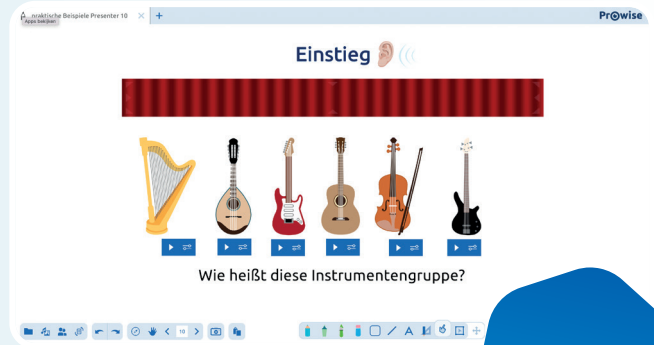 praktische Beispiele Presenter 10
Apps bekijken
Prowise
Einstieg
Wie heißt diese Instrumentengruppe?
10
A